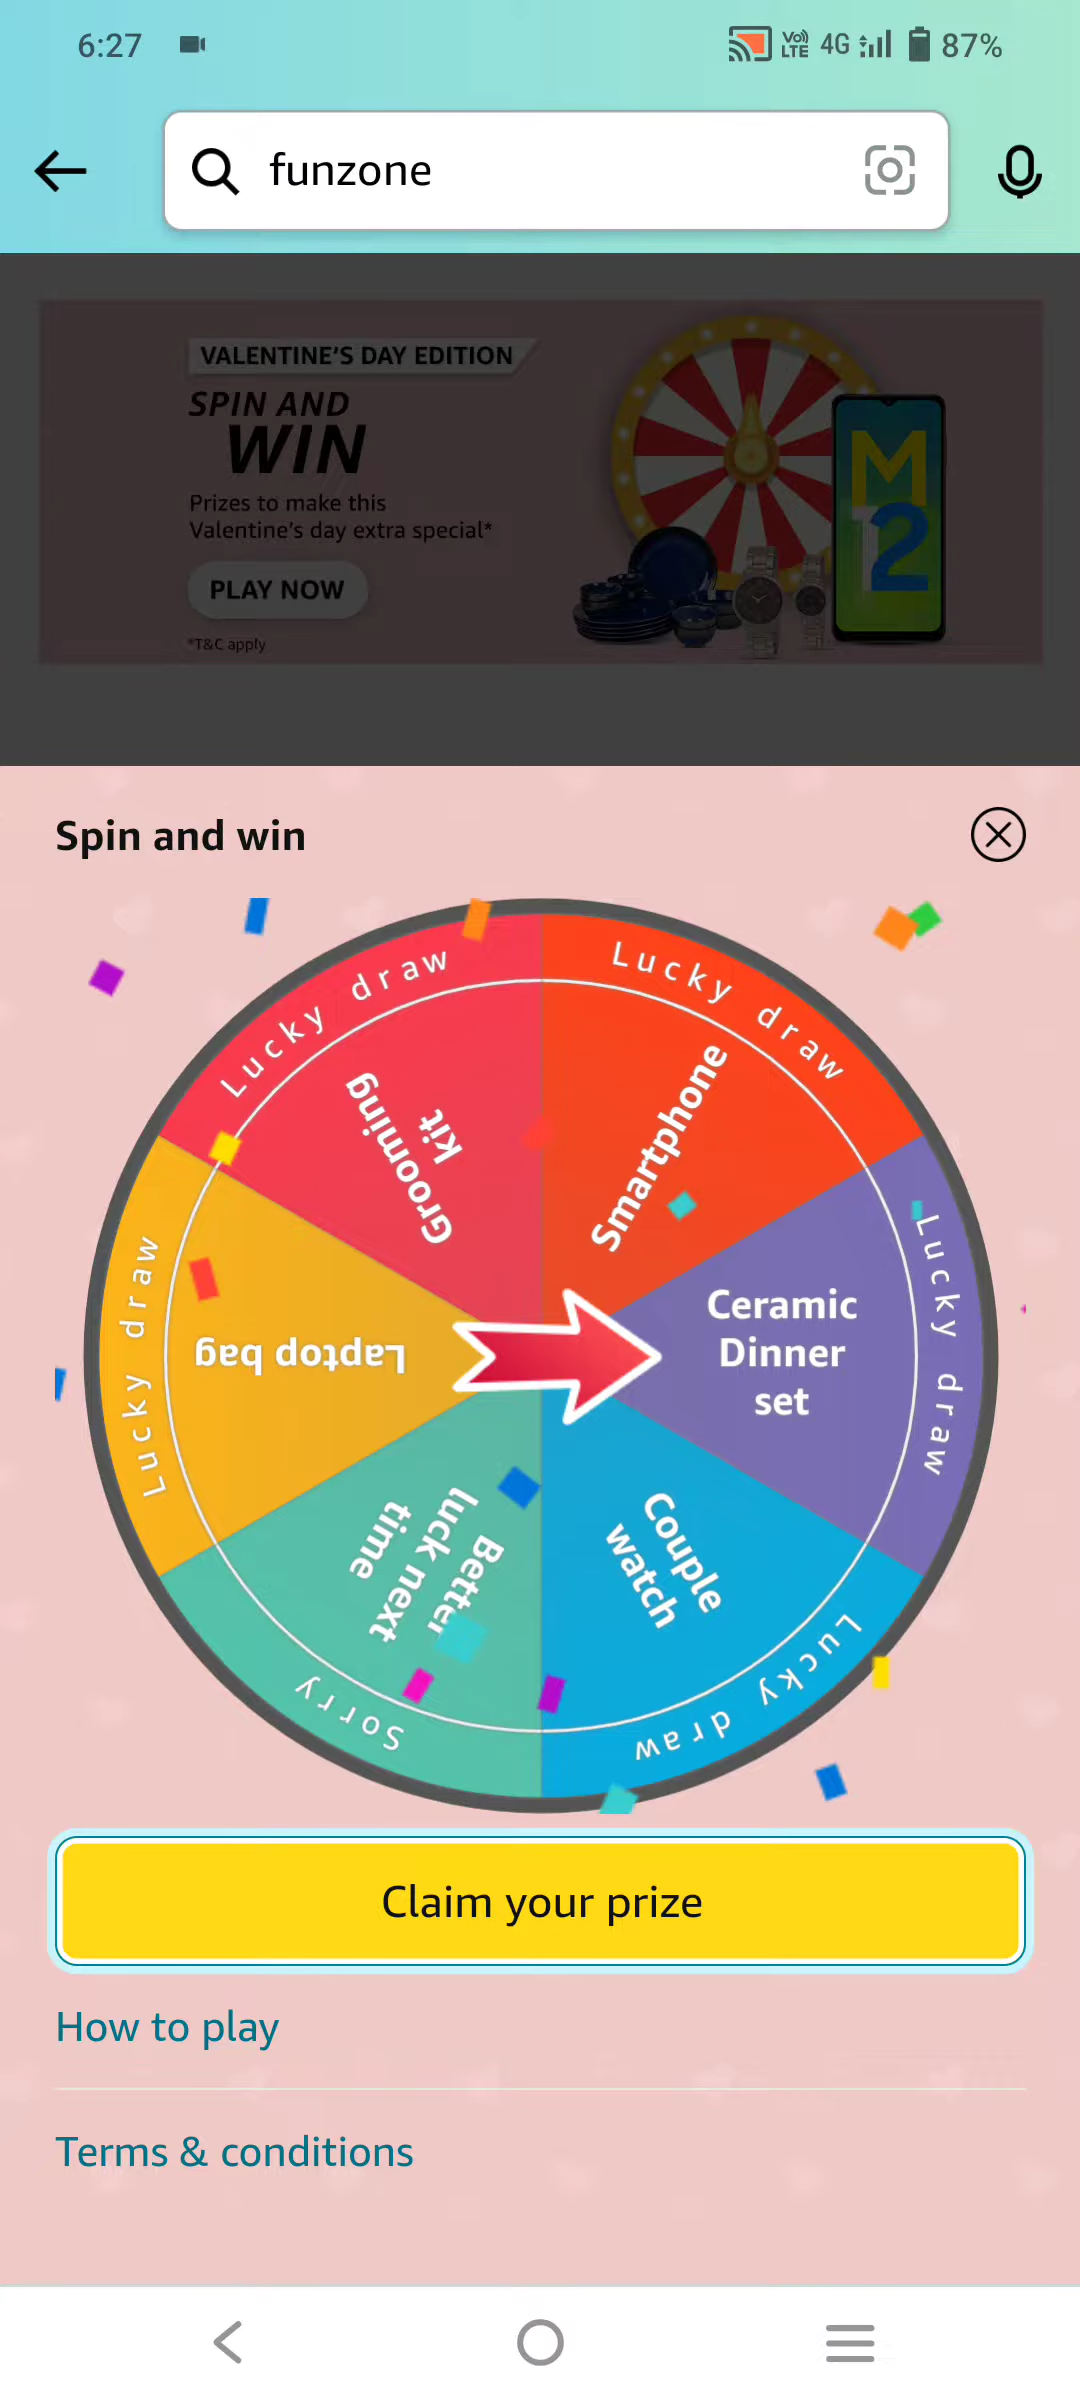 6:27
Vo)) LTE 4G 87%
funzone
VALENTINE'S DAY EDITION
SPIN AND
WIN
Prizes to make this
Valentine's day extra special*
PLAY NOW
*T&C apply
M
12
Spin and win
Lucky draw
Grooming
kit
Lucky draw
Smartphone
Lucky draw
Ceramic
Dinner
set
Lucky draw
Couple
watch
Sorry
Better
luck next
time
Lucky draw
Laptop bag
Claim your prize
How to play
Terms & conditions